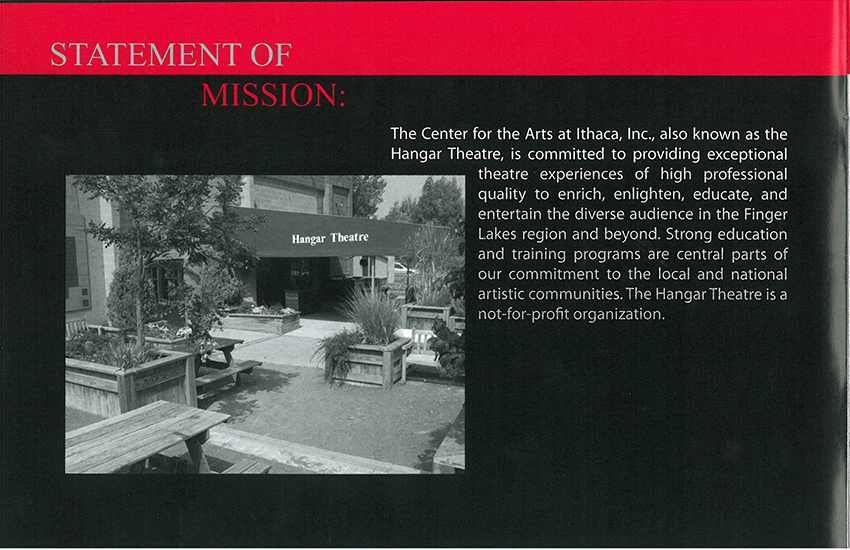 STATEMENT OF
MISSION:
The Center for the Arts at Ithaca, Inc., also known as the
Hangar Theatre, is committed to providing exceptional
theatre experiences of high professional
quality to enrich, enlighten, educate, and
entertain the diverse audience in the Finger
Lakes region and beyond. Strong education
and training programs are central parts of
our commitment to the local and national
artistic communities. The Hangar Theatre is a
not-for-profit organization.
Hangar Theatre